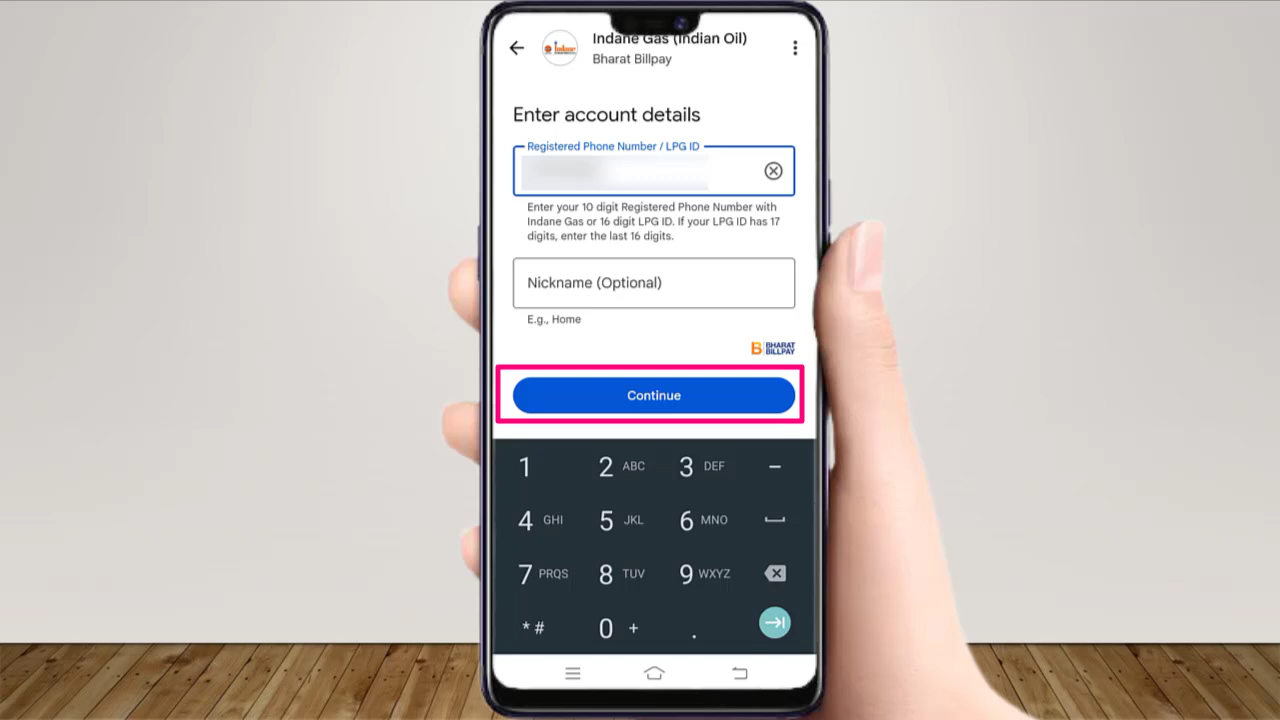 Indane Gas (Indian Oil)
Bharat Billpay
Enter account details
Registered Phone Number / LPG ID
Enter your 10 digit Registered Phone Number with
Indane Gas or 16 digit LPG ID. If your LPG ID has 17
digits, enter the last 16 digits.
Nickname (Optional)
E.g., Home
B BHARAT
BILLPAY
Continue
1 2 ABC 3 DEF –
4 GHI 5 JKL 6 MNO
7 PRQS 8 TUV 9 WXYZ
* # 0 + .